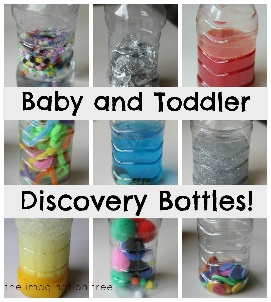 Baby and Toddler
Discovery Bottles!
the imagination tree